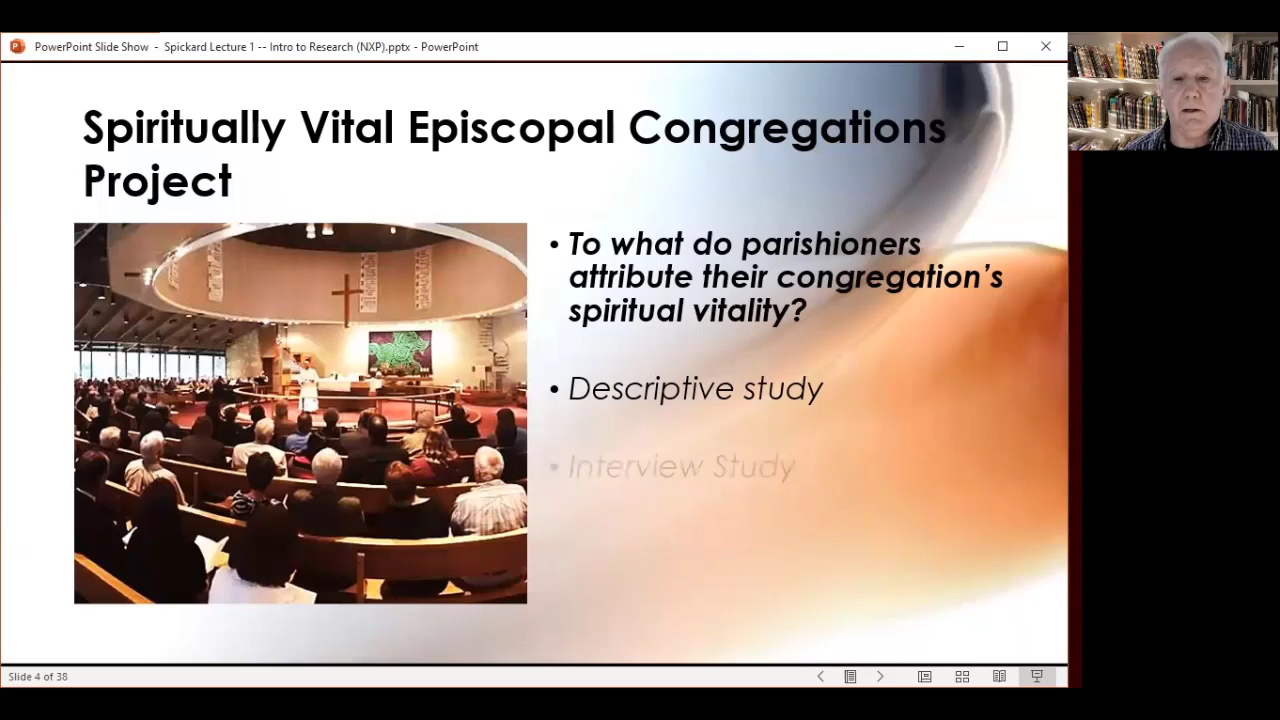 PowerPoint Slide Show - Spickard Lecture 1 -- Intro to Research (NXP).pptx - PowerPoint
Spiritually Vital Episcopal Congregations
Project
• To what do parishioners
attribute their congregation's
spiritual vitality?
• Descriptive study
• Interview Study
Slide 4 of 38